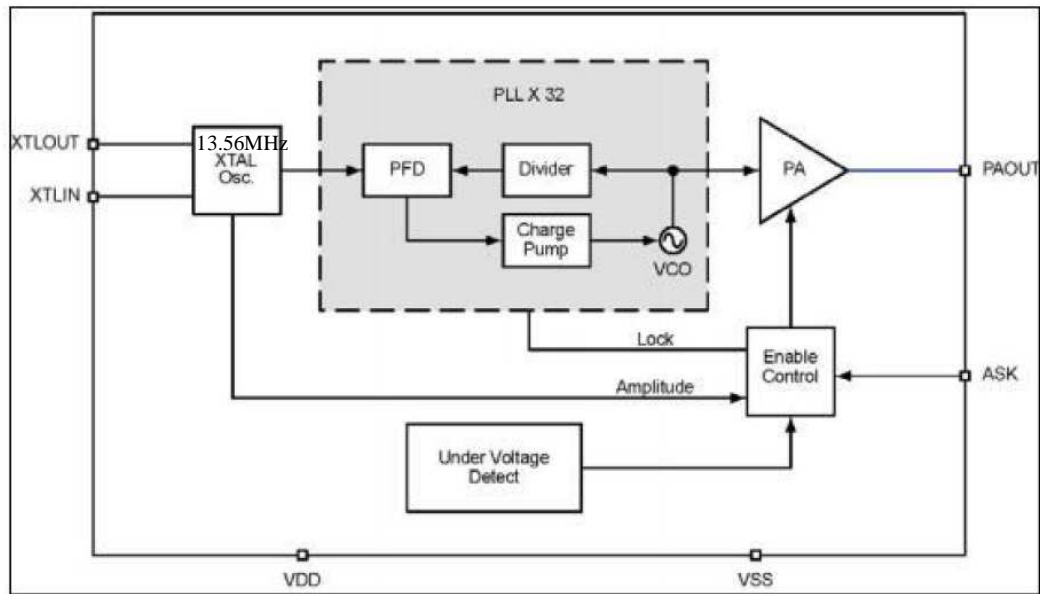 PLL X 32
XTLOUT
13.56MHz
XTAL
Osc.
PFD
Divider
PA
PAOUT
XTLIN
Charge
Pump
VCO
Lock
Enable
Control
ASK
Amplitude
Under Voltage
Detect
VDD
VSS